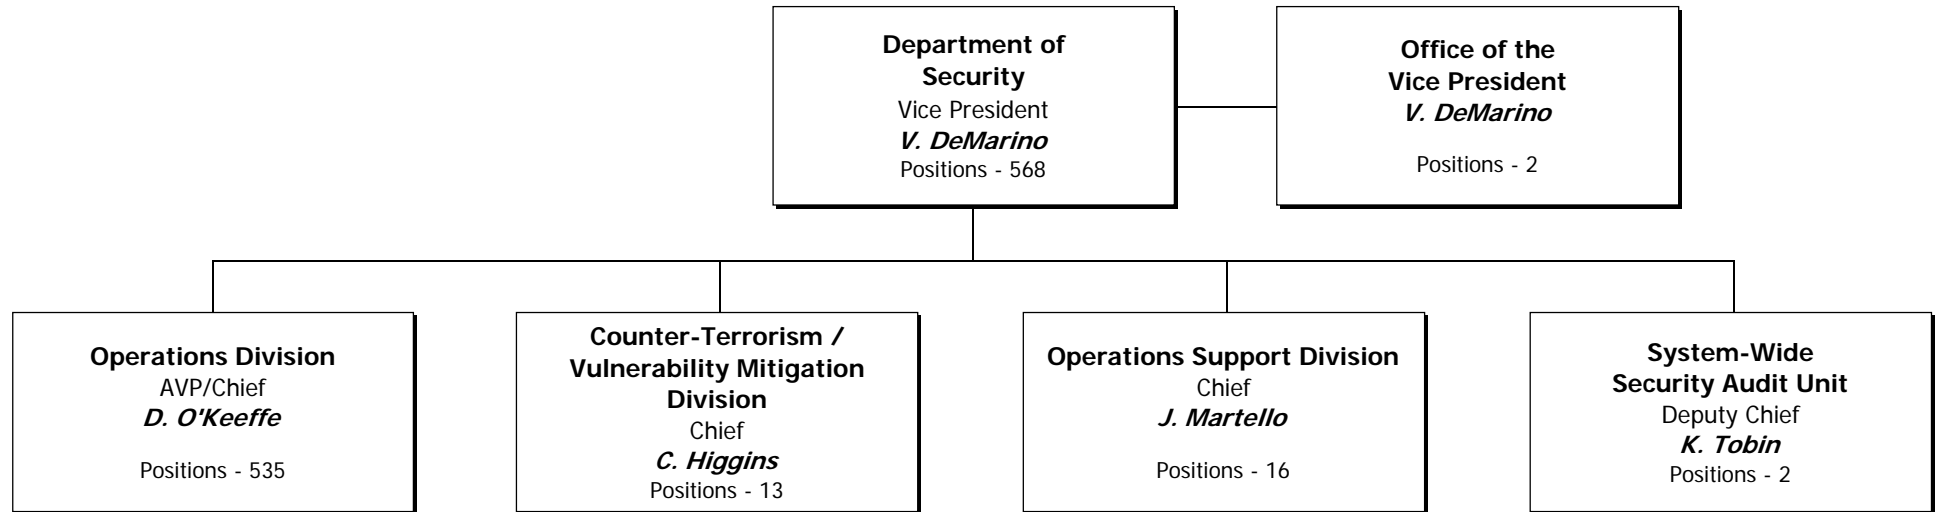 Department of
Security
Vice President
V. DeMarino
Positions - 568
Office of the
Vice President
V. DeMarino
Positions - 2
Operations Division
AVP/Chief
D. O'Keeffe
Positions - 535
Counter-Terrorism /
Vulnerability Mitigation
Division
Chief
C. Higgins
Positions - 13
Operations Support Division
Chief
J. Martello
Positions - 16
System-Wide
Security Audit Unit
Deputy Chief
K. Tobin
Positions - 2